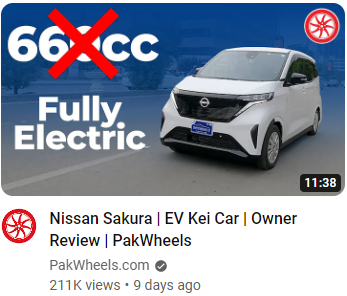 660cc
Fully
Electric
11:38
Nissan Sakura | EV Kei Car | Owner
Review | PakWheels
PakWheels.com
211K views • 9 days ago